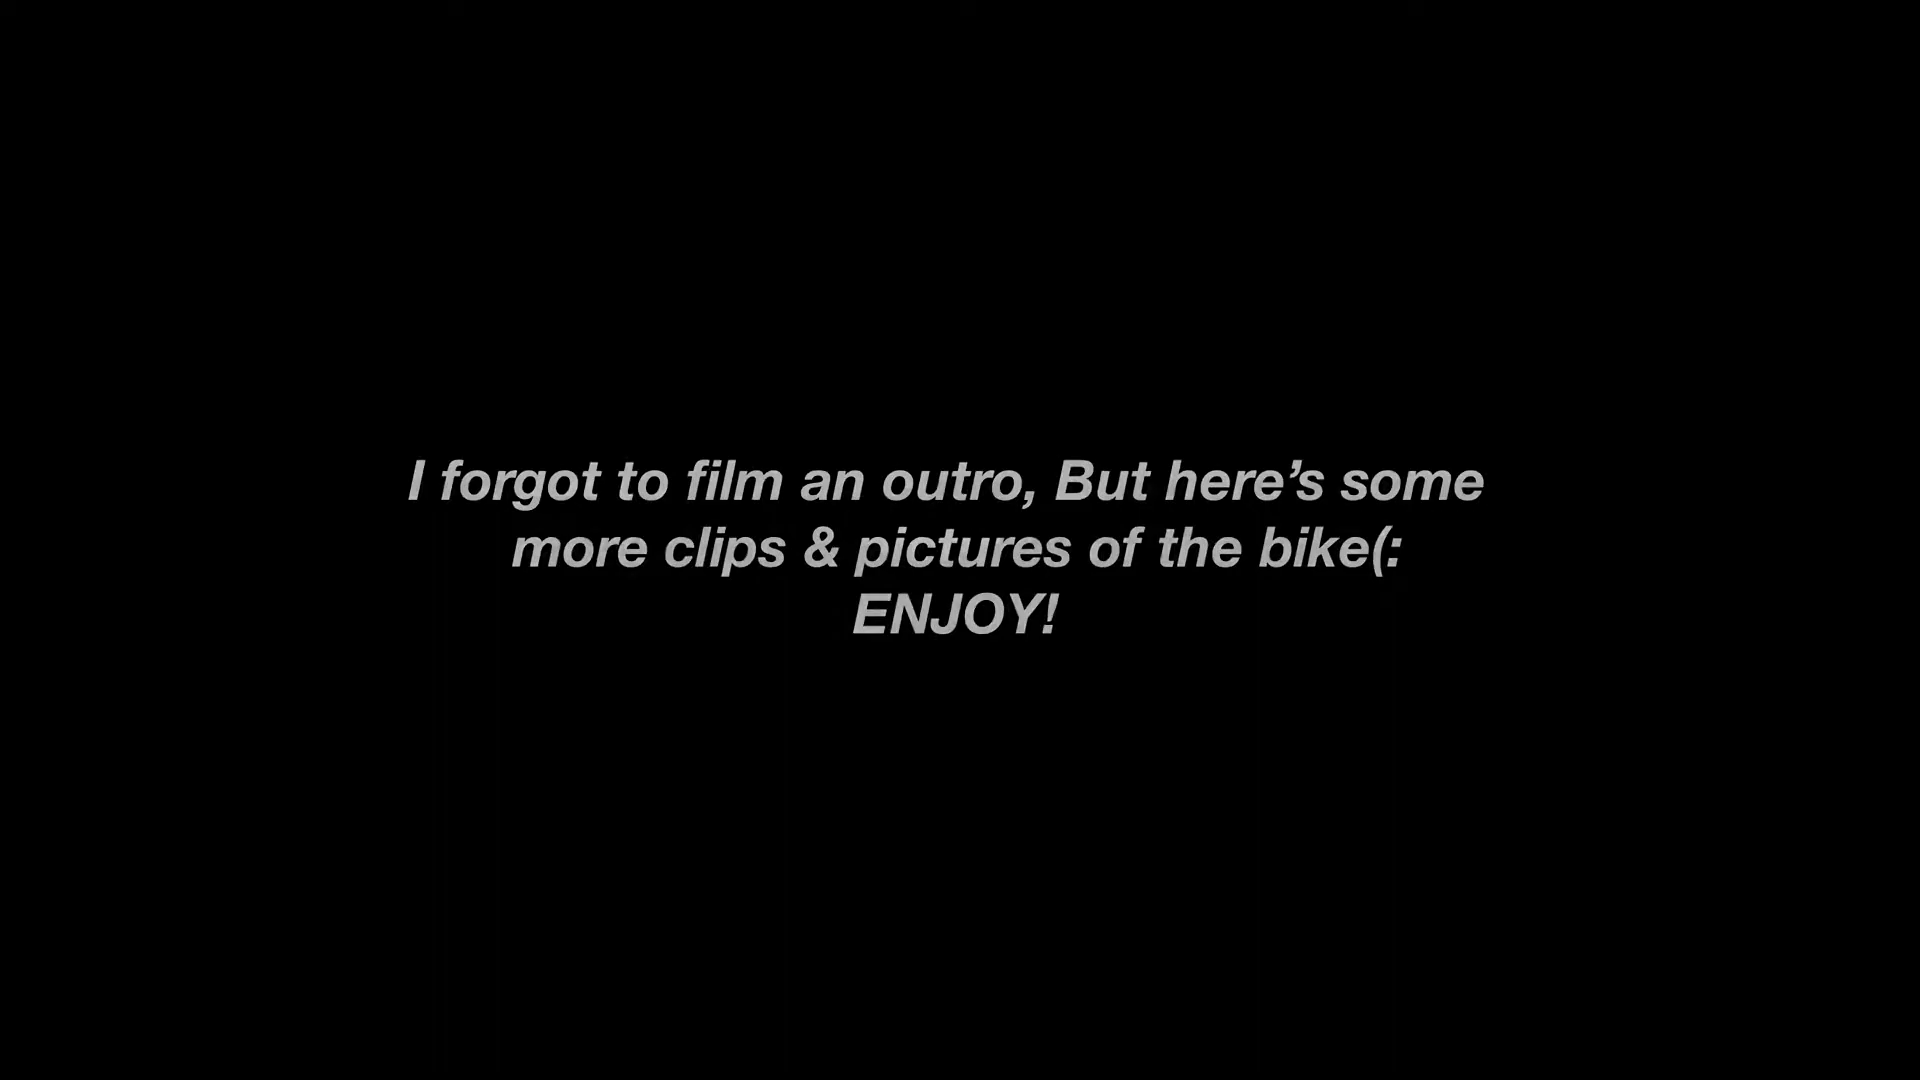 I forgot to film an outro, But here’s some
more clips & pictures of the bike(:
ENJOY!